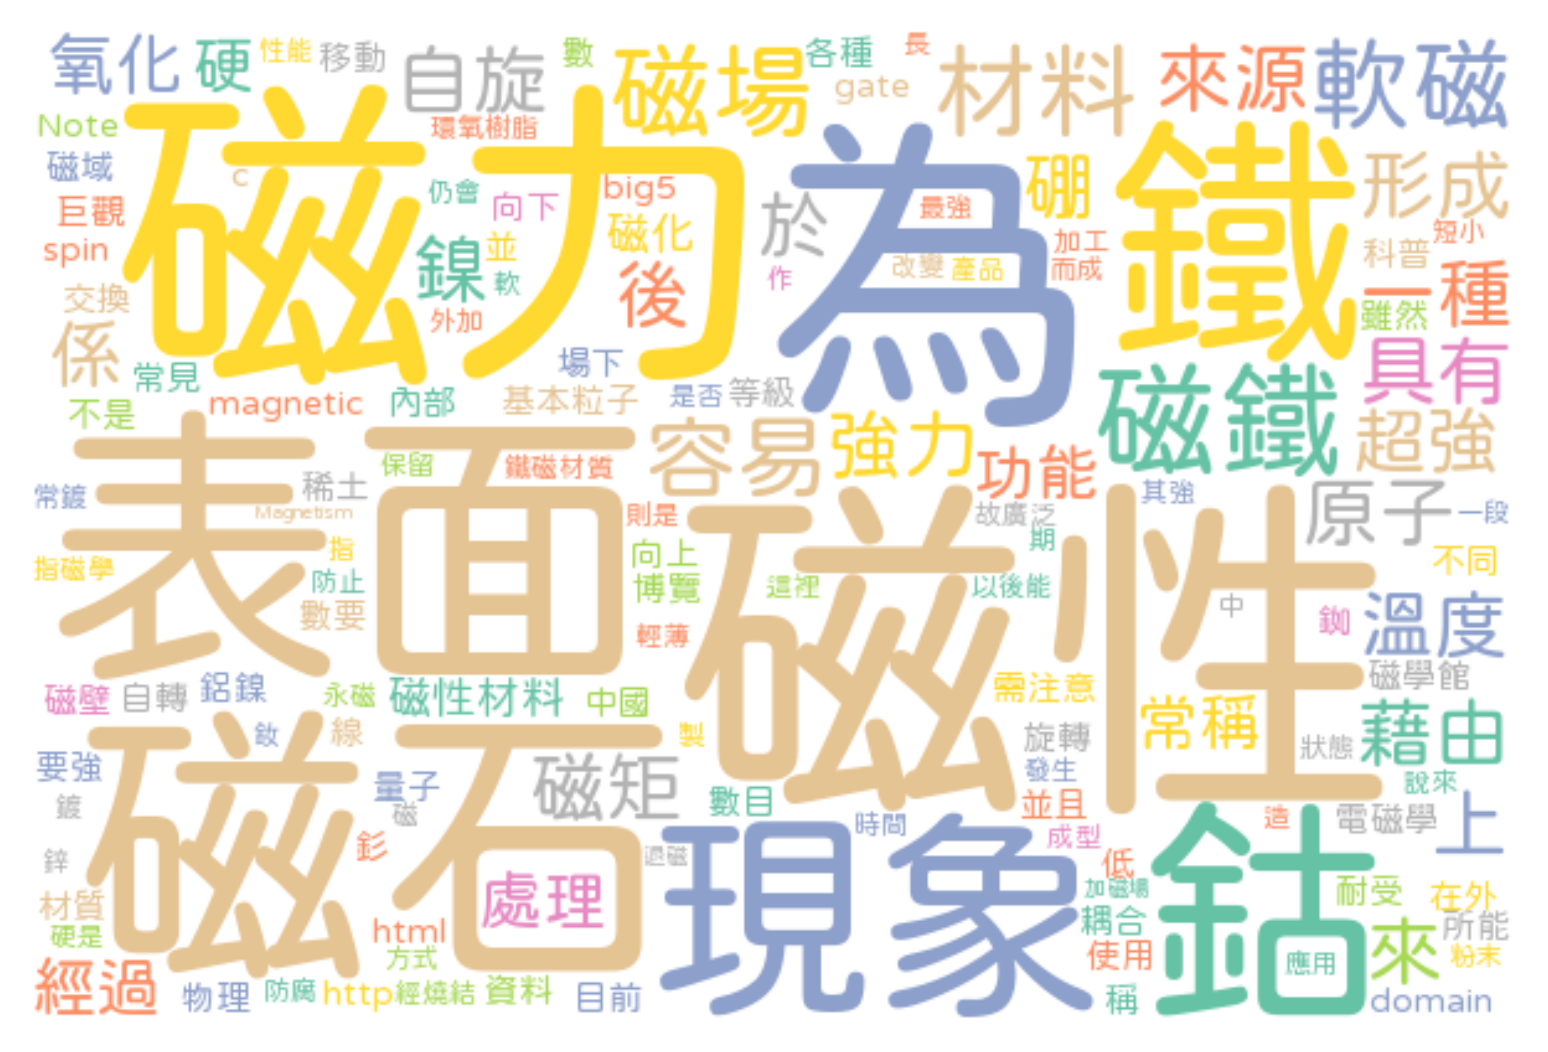 氧化 硬 性能 移動 自旋 數 磁場 各種 長 gate 材料 來源 軟磁
Note 磁力 環氧樹脂 為 鐵 形成
磁域 C 仍會 向下 big5 硼 最強
巨觀 磁化 於 加工 短小
spin 鎳 並 後 作 改變 產品 而成 科普 一種
交換 軟 雖然
係 外加 具有
常見 場下 磁鐵
不是 magnetic 內部 基本粒子 是否 等級 超強
表面 保留 鐵磁材質 容易 強力 功能
常鍍 稀土 磁性 其強 原子 一段
Magnetism 則是 故廣泛
指磁學 指 向上 期 不同
防止 博覽 這裡 以後能
數要 輕薄 中 銣 溫度
磁壁 自轉 鋁鎳 永磁 磁性材料 中國 需注意 磁學館
磁石 釹 線 製 旋轉 常稱 狀態 藉由
要強 量子 磁矩 數目 發生 說來
鍍 磁 現象 時間 並且 鈷 造 電磁學 上
鋅 釤 退磁 成型 低
材質 處理 加磁場 耐受 在外
硬是 html 耦合 來 所能
方式 使用 應用 粉末
經過 物理 防腐 http 經燒結 資料 目前 稱 domain